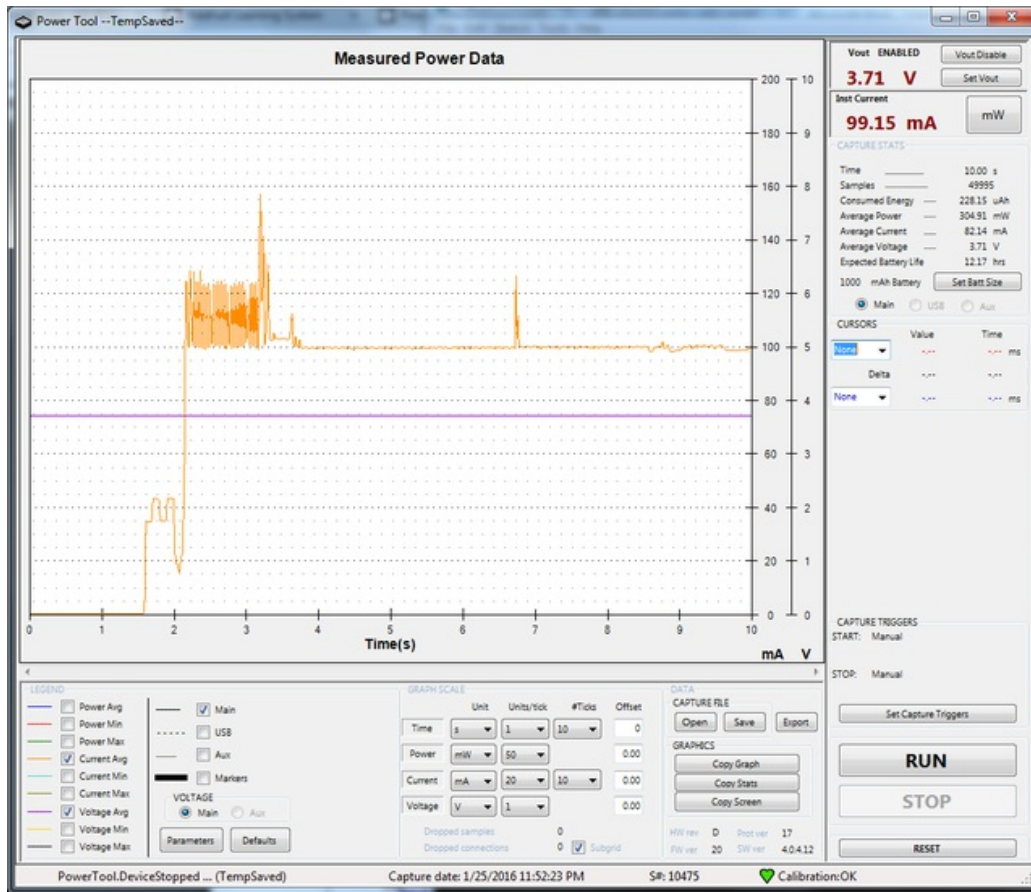 Power Tool --TempSaved--
Measured Power Data
200 10
180 9
160 8
140 7
120 6
100 5
80 4
60 3
40 2
20 1
0 0
0 1 2 3 4 5 6 7 8 9 10
Time(s)
mA V
Vout ENABLED
Vout Disable
3.71 V
Set Vout
Inst Current
99.15 mA
mW
CAPTURE STATS
Time 10.00 s
Samples 49995
Consumed Energy 228.15 uAh
Average Power 304.91 mW
Average Current 82.14 mA
Average Voltage 3.71 V
Expected Battery Life 12.17 hrs
1000 mAh Battery Set Batt Size
Main USB Aux
CURSORS
Value Time
None -.-- -.-- ms
Delta -.-- -.--
None -.-- -.-- ms
CAPTURE TRIGGERS
START: Manual
STOP: Manual
Set Capture Triggers
RUN
STOP
RESET
LEGEND
Power Avg
Power Min
Power Max
Current Avg
Current Min
Current Max
Voltage Avg
Voltage Min
Voltage Max
Main
USB
Aux
Markers
VOLTAGE
Main Aux
Parameters Defaults
GRAPH SCALE
Unit Units/tick #Ticks Offset
Time s 1 10 0
Power mW 50 0.00
Current mA 20 10 0.00
Voltage V 1 0.00
Dropped samples 0
Dropped connections 0 Subgrid
DATA
CAPTURE FILE
Open Save Export
GRAPHICS
Copy Graph
Copy Stats
Copy Screen
HW rev D Prot ver 17
FW ver 20 SW ver 4.0.4.12
PowerTool.DeviceStopped ... (TempSaved) Capture date: 1/25/2016 11:52:23 PM S#: 10475 Calibration:OK